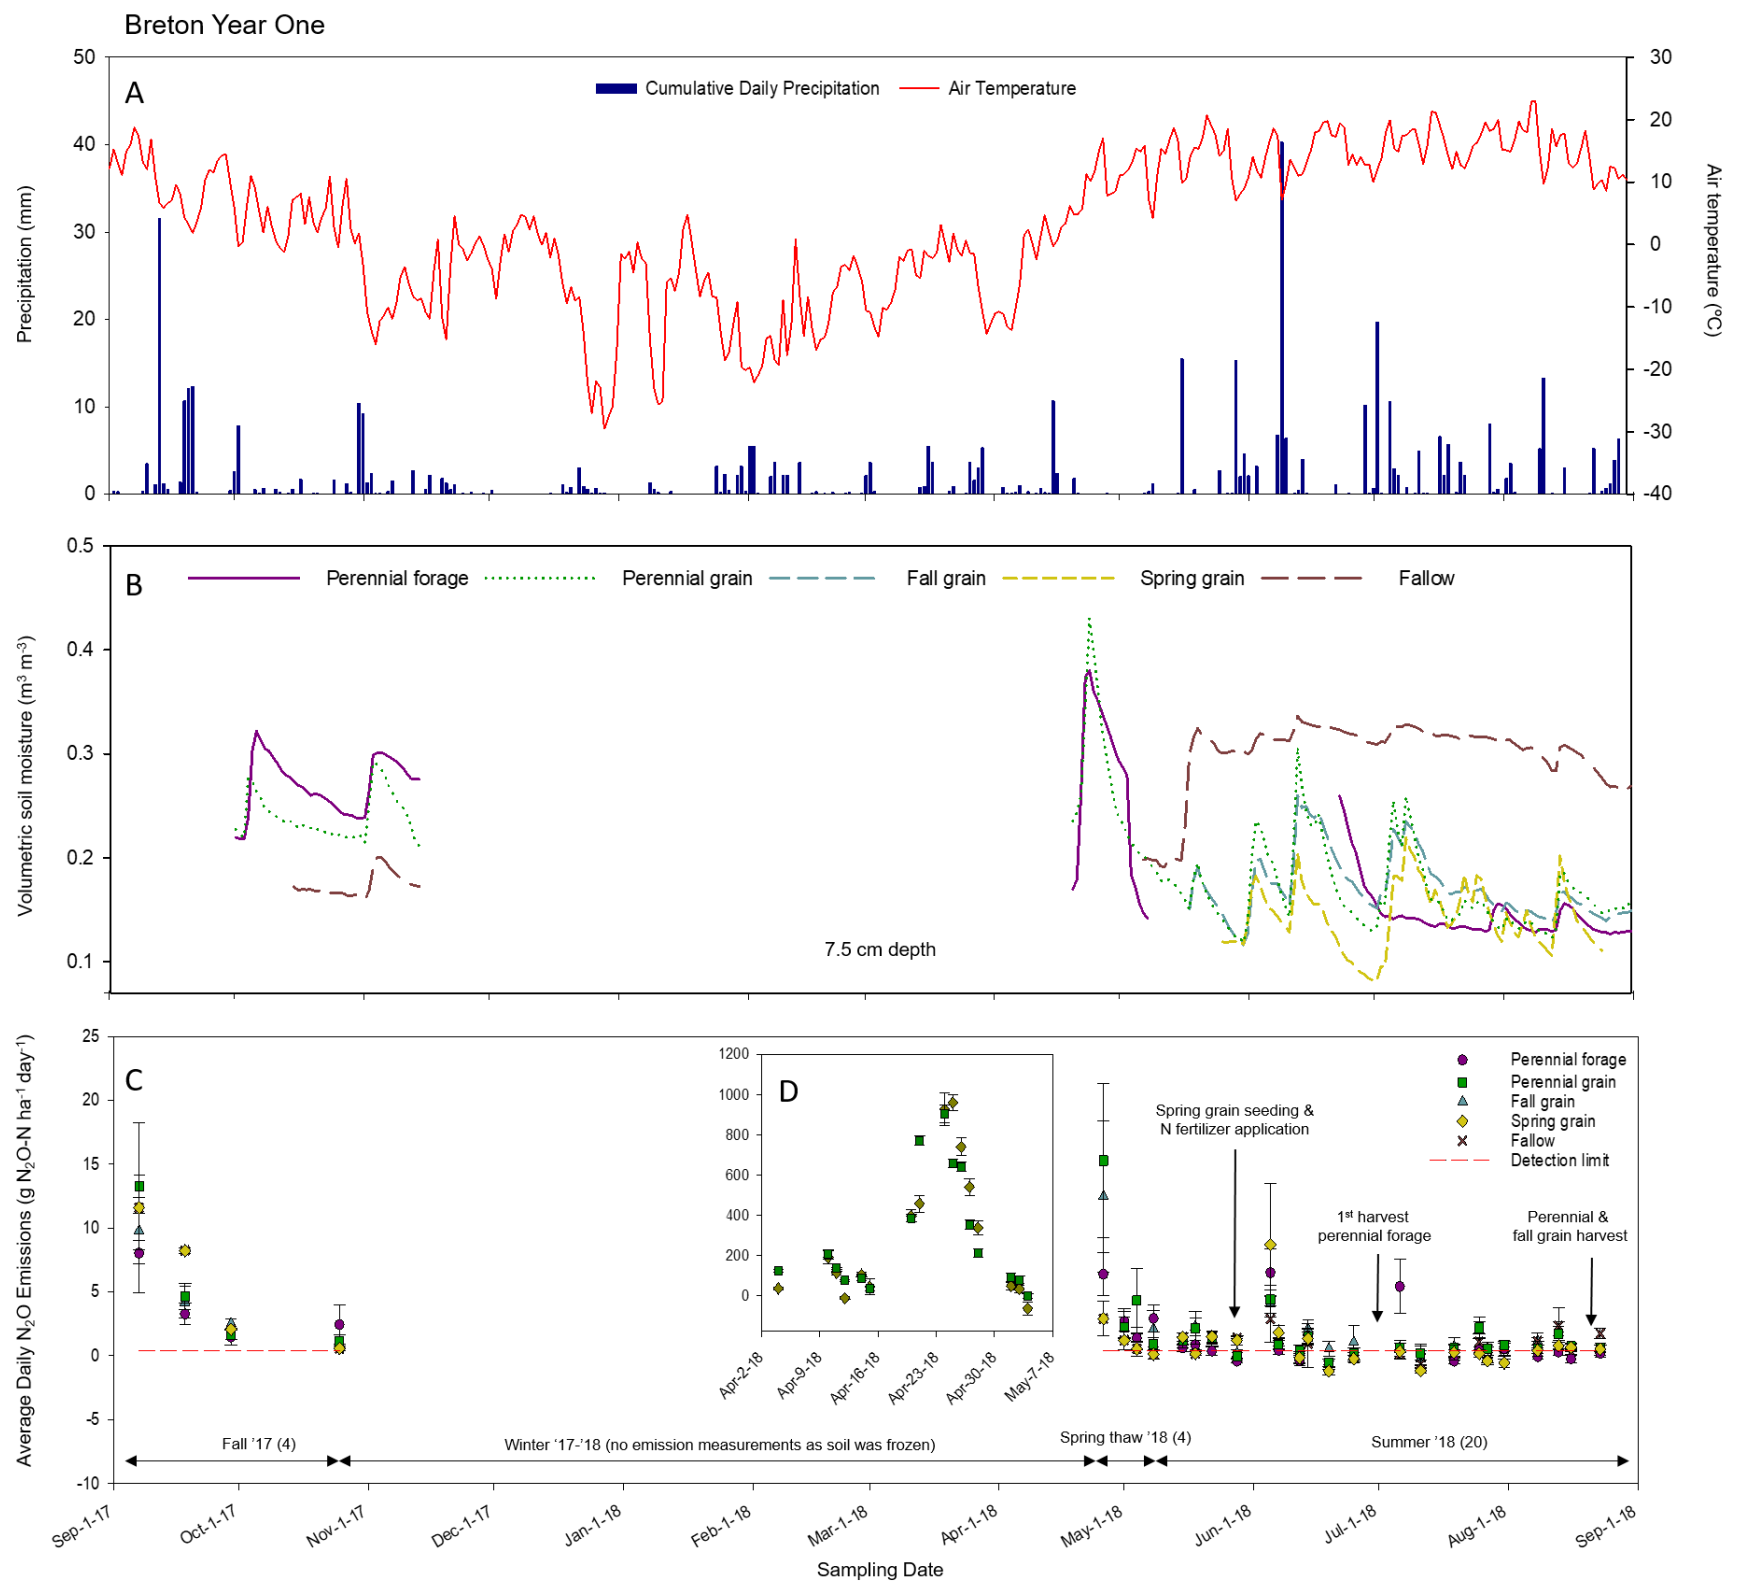 Breton Year One
50
40
30
20
10
0
Precipitation (mm)
A
Cumulative Daily Precipitation
Air Temperature
30
20
10
0
-10
-20
-30
-40
Air temperature (ºC)
0.5
0.4
0.3
0.2
0.1
Volumetric soil moisture (m³ m⁻³)
B
Perennial forage
Perennial grain
Fall grain
Spring grain
Fallow
7.5 cm depth
25
20
15
10
5
0
-5
-10
Average Daily N₂O Emissions (g N₂O-N ha⁻¹ day⁻¹)
C
1200
1000
800
600
400
200
0
D
Apr-2-18
Apr-9-18
Apr-16-18
Apr-23-18
Apr-30-18
May-7-18
Perennial forage
Perennial grain
Fall grain
Spring grain
Fallow
Detection limit
Spring grain seeding &
N fertilizer application
1st harvest
perennial forage
Perennial &
fall grain harvest
Fall ’17 (4)
Winter ‘17-’18 (no emission measurements as soil was frozen)
Spring thaw ’18 (4)
Summer ’18 (20)
Sep-1-17
Oct-1-17
Nov-1-17
Dec-1-17
Jan-1-18
Feb-1-18
Mar-1-18
Apr-1-18
May-1-18
Jun-1-18
Jul-1-18
Aug-1-18
Sep-1-18
Sampling Date